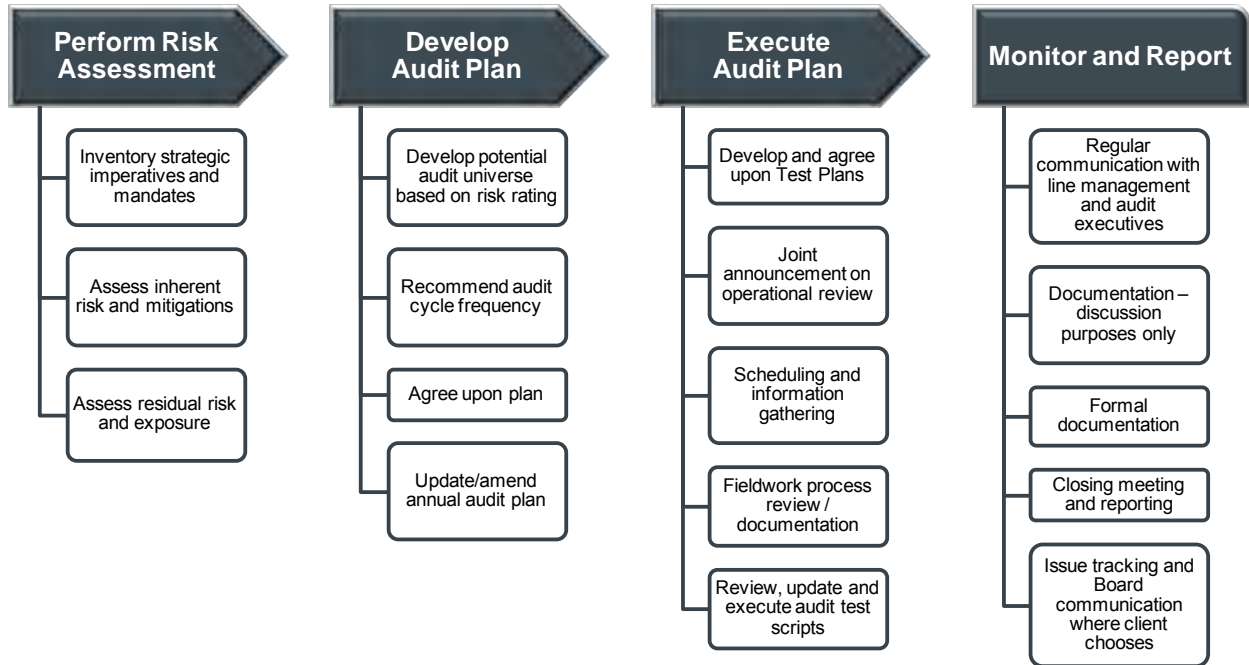 Perform Risk
Assessment
Inventory strategic
imperatives and
mandates
Assess inherent
risk and mitigations
Assess residual risk
and exposure
Develop
Audit Plan
Develop potential
audit universe
based on risk rating
Recommend audit
cycle frequency
Agree upon plan
Update/amend
annual audit plan
Execute
Audit Plan
Develop and agree
upon Test Plans
Joint
announcement on
operational review
Scheduling and
information
gathering
Fieldwork process
review /
documentation
Review, update and
execute audit test
scripts
Monitor and Report
Regular
communication with
line management
and audit
executives
Documentation –
discussion
purposes only
Formal
documentation
Closing meeting
and reporting
Issue tracking and
Board
communication
where client
chooses